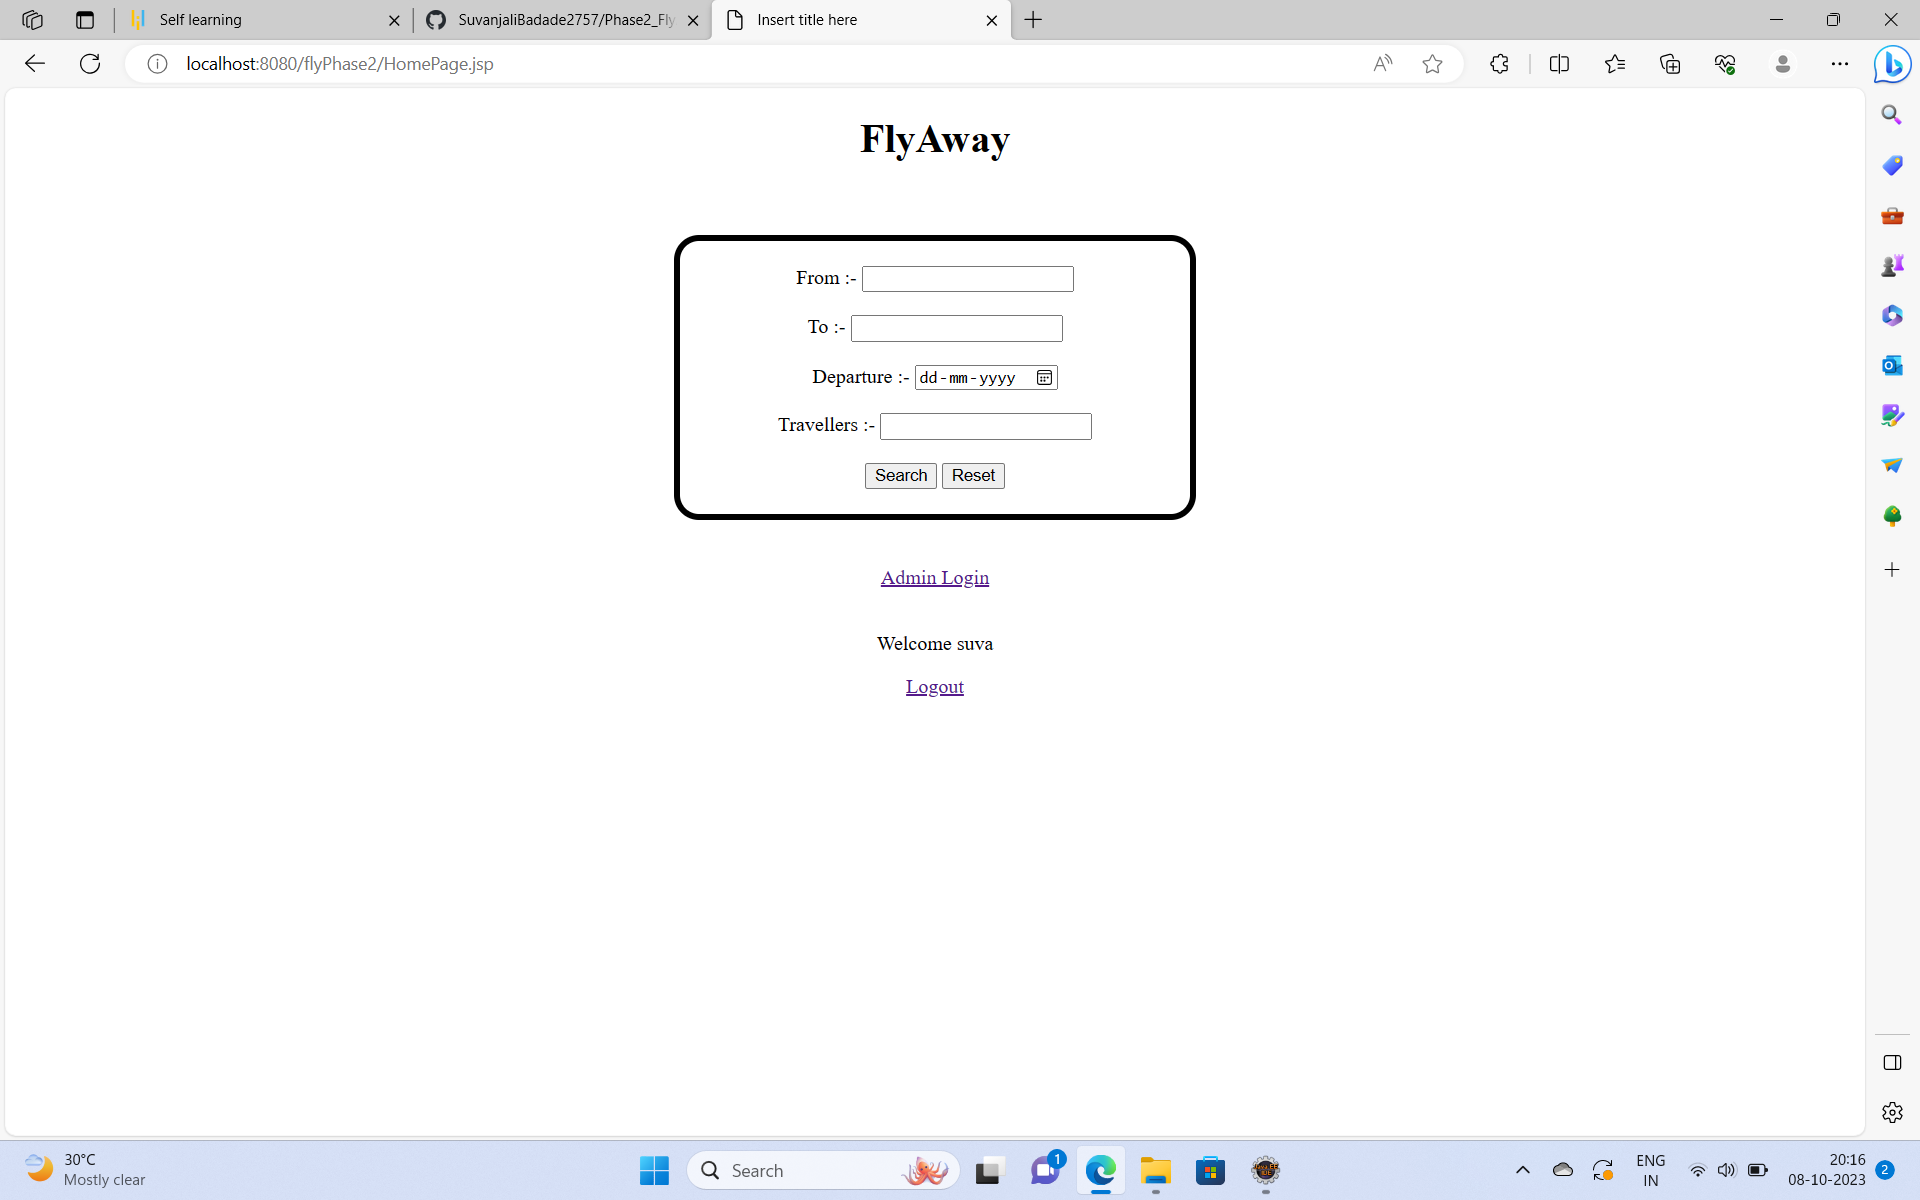 Self learning
SuvanjaliBadade2757/Phase2_Fly
Insert title here
localhost:8080/flyPhase2/HomePage.jsp
FlyAway
From :-
To :-
Departure :- dd-mm-yyyy
Travellers :-
Search Reset
Admin Login
Welcome suva
Logout
30°C
Mostly clear
Search
1
ENG
IN
20:16
08-10-2023
2